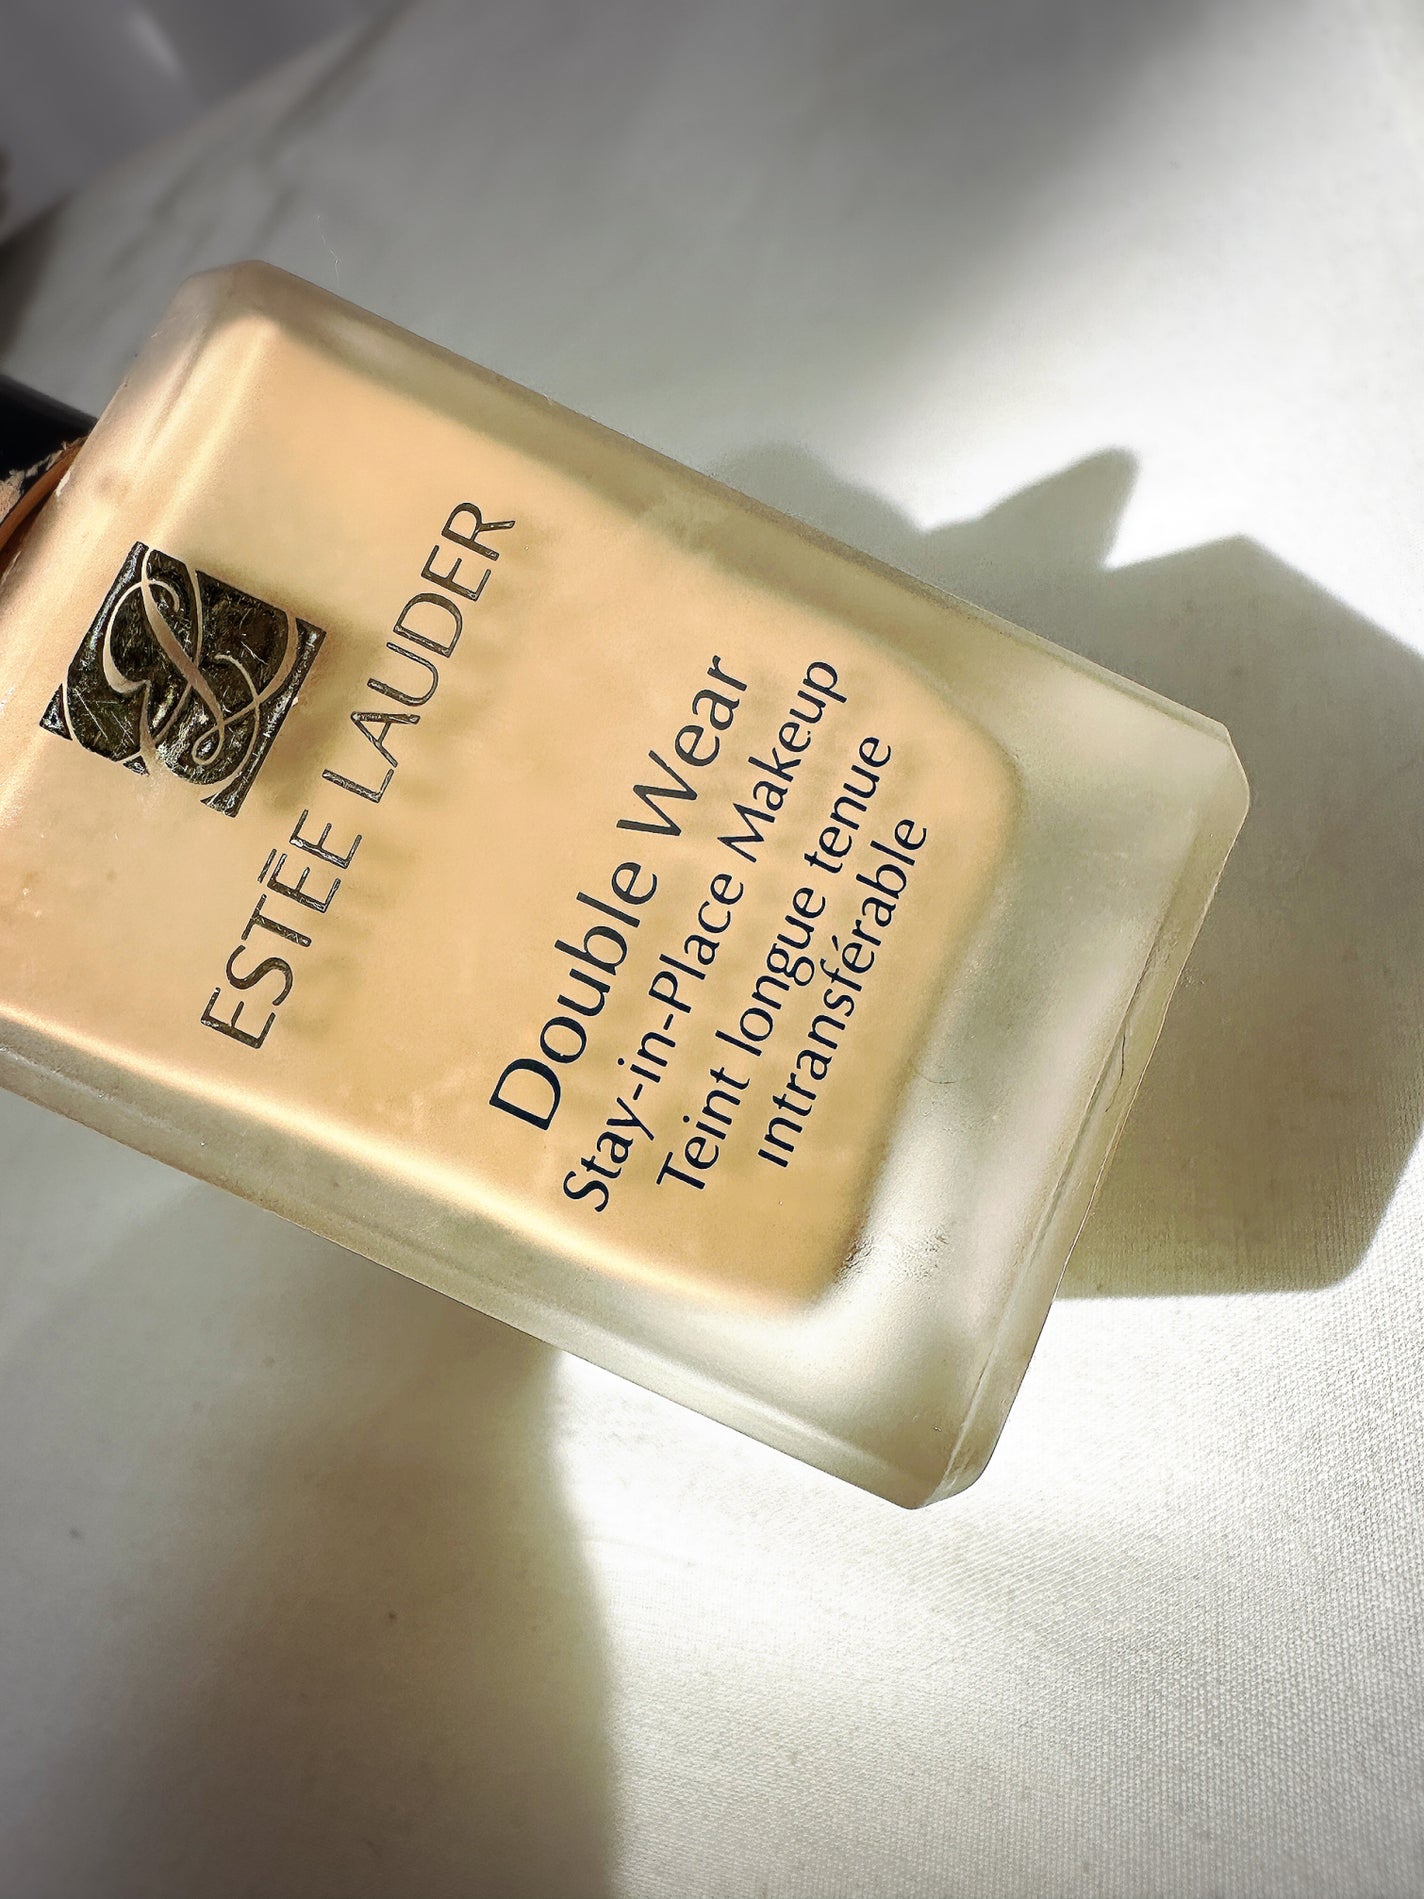 ESTĒE LAUDER
Double Wear
Stay-in-Place Makeup
Teint longue tenue
intransférable